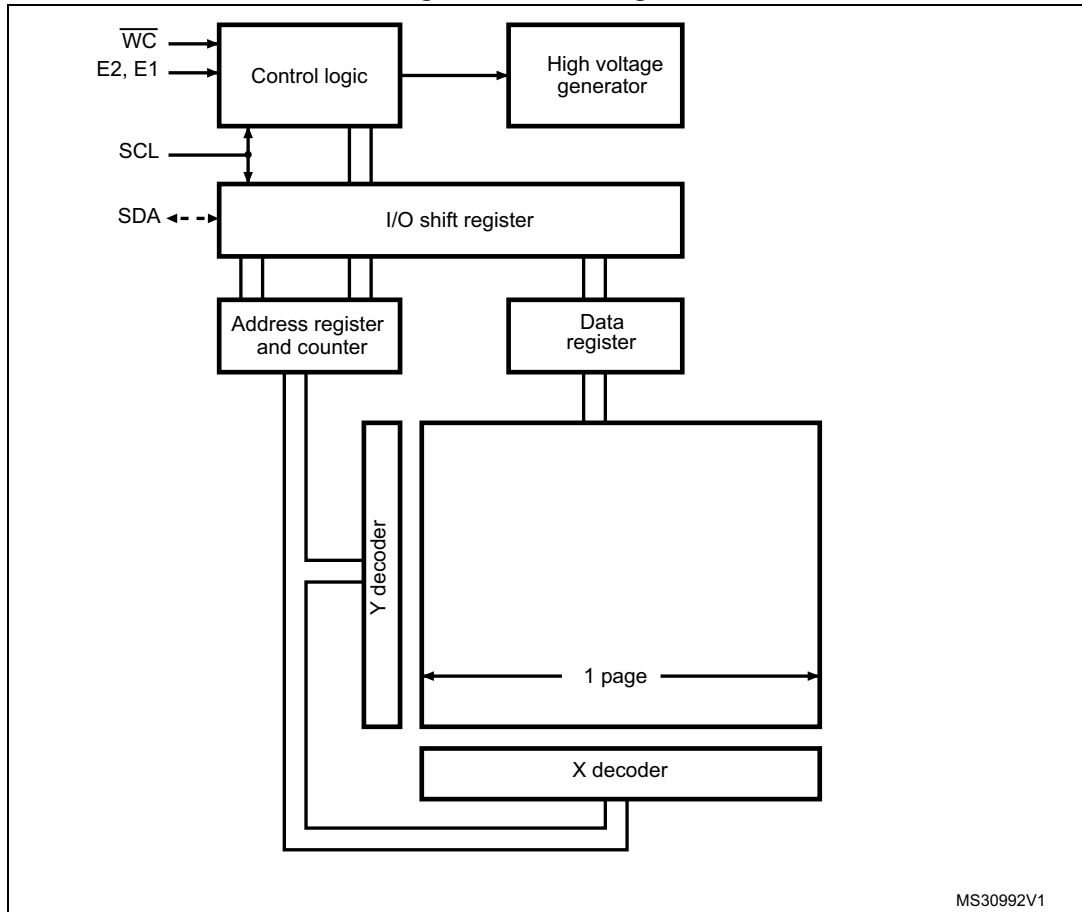 W̅C̅
E2, E1
Control logic
High voltage
generator
SCL
SDA
I/O shift register
Address register
and counter
Data
register
Y decoder
1 page
X decoder
MS30992V1